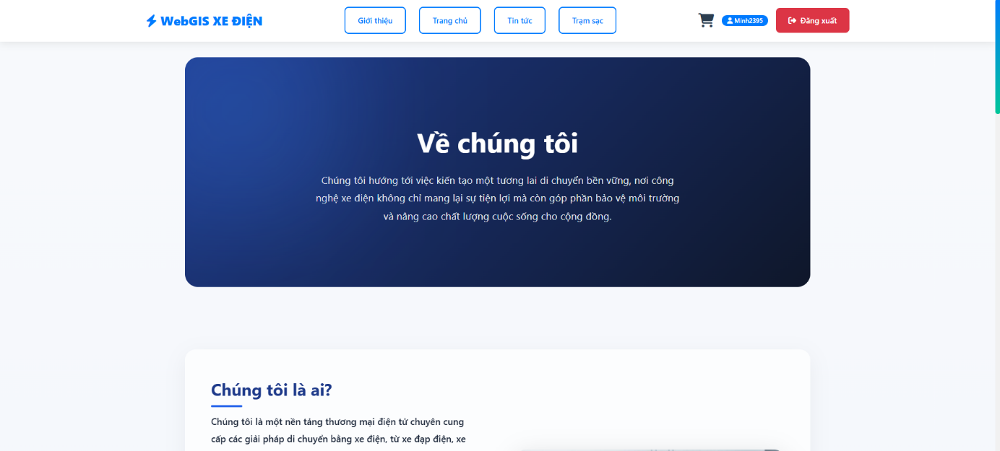 WebGIS XE ĐIỆN
Giới thiệu
Trang chủ
Tin tức
Trạm sạc
Minh2395
Đăng xuất
Về chúng tôi
Chúng tôi hướng tới việc kiến tạo một tương lai di chuyển bền vững, nơi công
nghệ xe điện không chỉ mang lại sự tiện lợi mà còn góp phần bảo vệ môi trường
và nâng cao chất lượng cuộc sống cho cộng đồng.
Chúng tôi là ai?
Chúng tôi là một nền tảng thương mại điện tử chuyên cung
cấp các giải pháp di chuyển bằng xe điện, từ xe đạp điện, xe